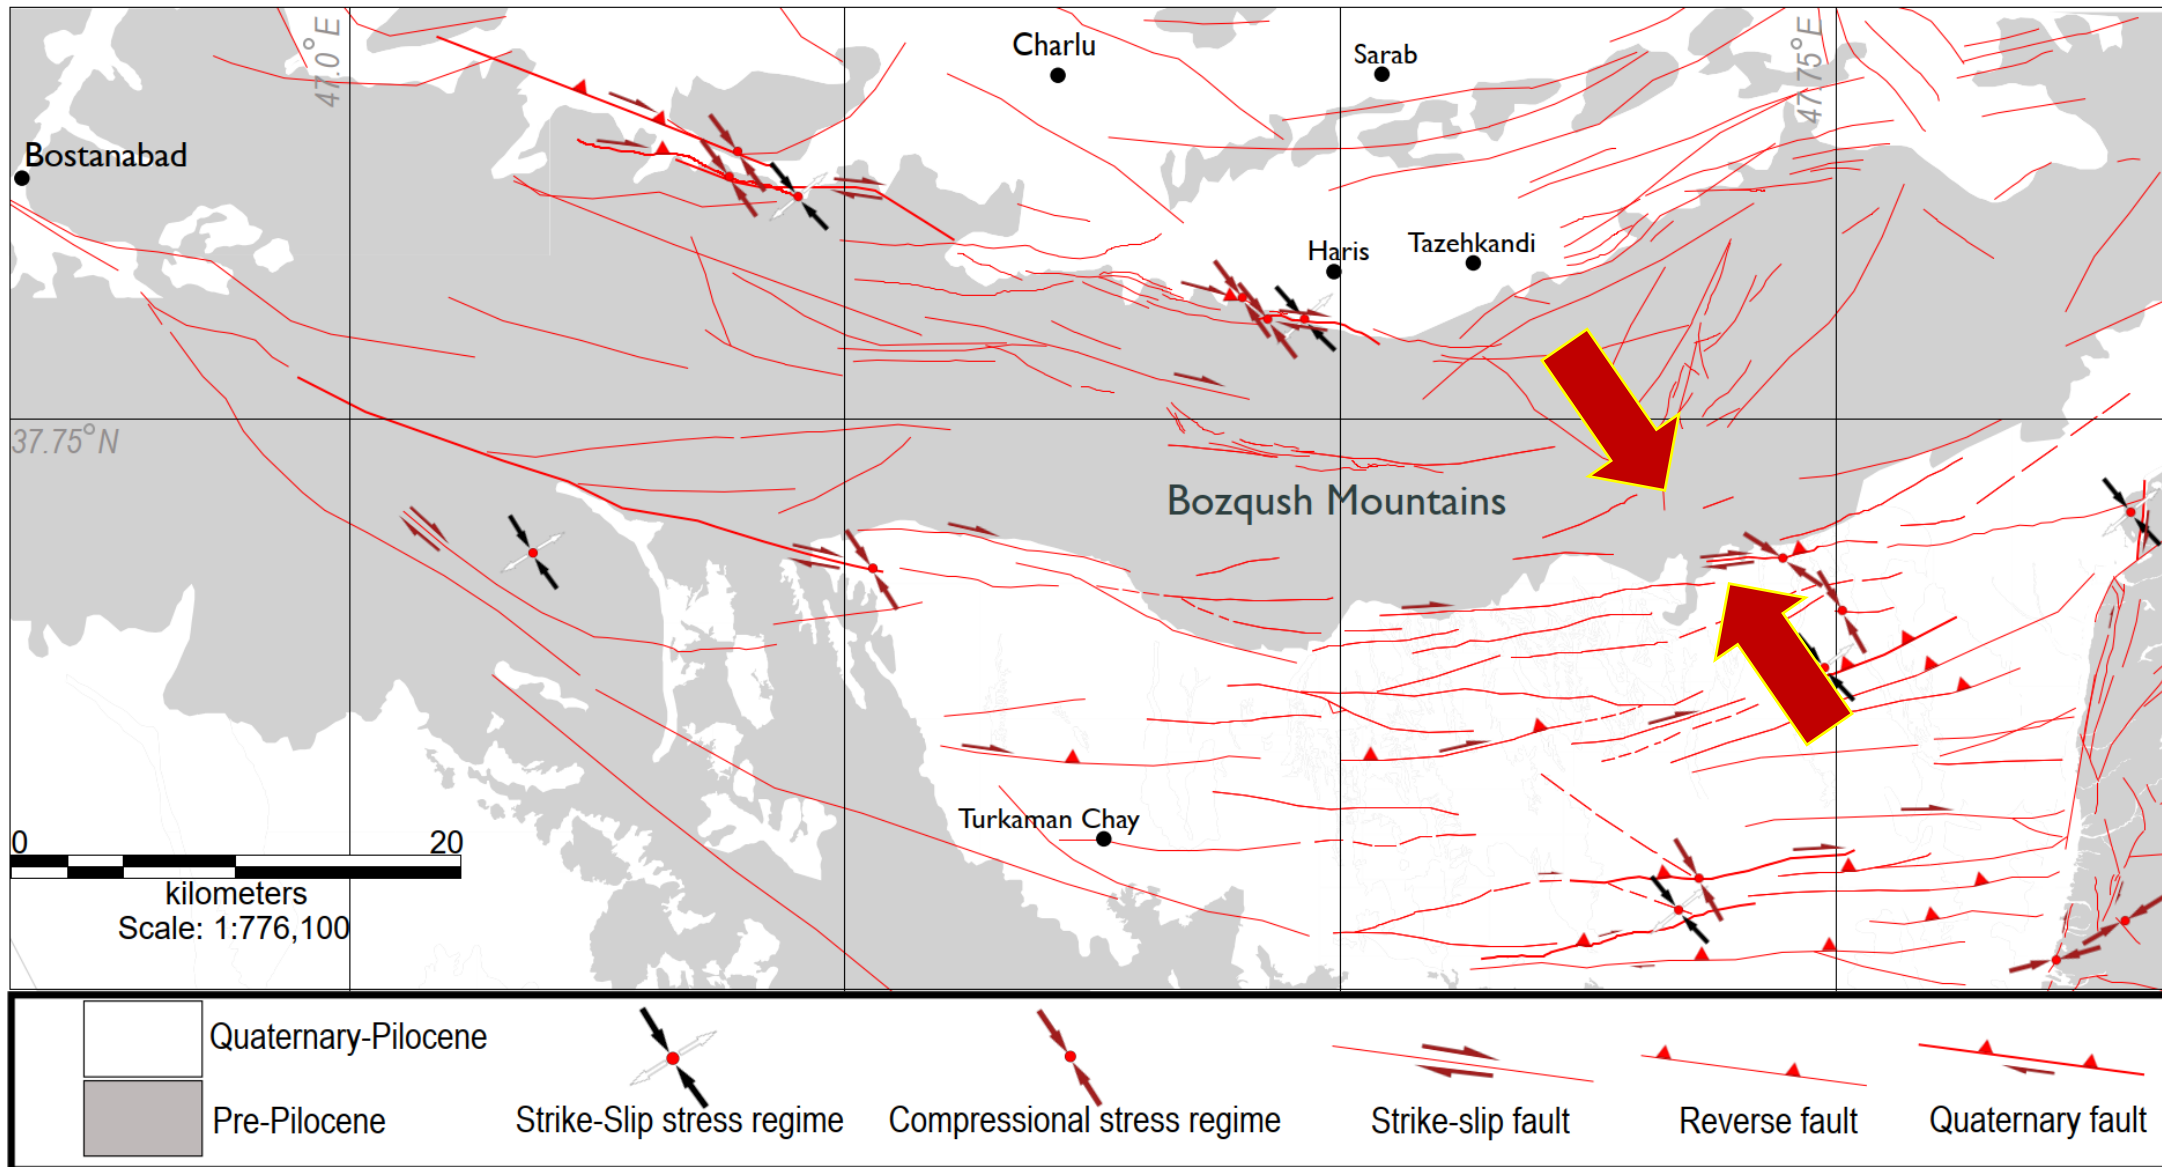 47.0°E
Charlu
Sarab
47.75°E
Bostanabad
Haris
Tazehkandi
37.75°N
Bozqush Mountains
Turkaman Chay
0 20
kilometers
Scale: 1:776,100
Quaternary-Pilocene
Pre-Pilocene
Strike-Slip stress regime
Compressional stress regime
Strike-slip fault
Reverse fault
Quaternary fault